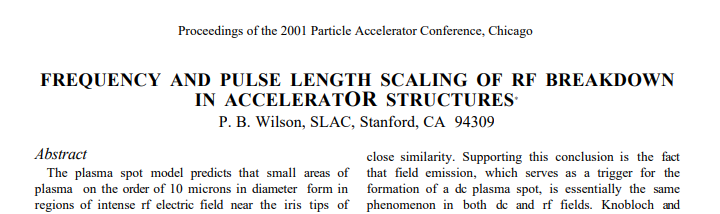 Proceedings of the 2001 Particle Accelerator Conference, Chicago
FREQUENCY AND PULSE LENGTH SCALING OF RF BREAKDOWN
IN ACCELERATOR STRUCTURES*
P. B. Wilson, SLAC, Stanford, CA 94309
Abstract
The plasma spot model predicts that small areas of
plasma on the order of 10 microns in diameter form in
regions of intense rf electric field near the iris tips of
close similarity. Supporting this conclusion is the fact
that field emission, which serves as a trigger for the
formation of a dc plasma spot, is essentially the same
phenomenon in both dc and rf fields. Knobloch and